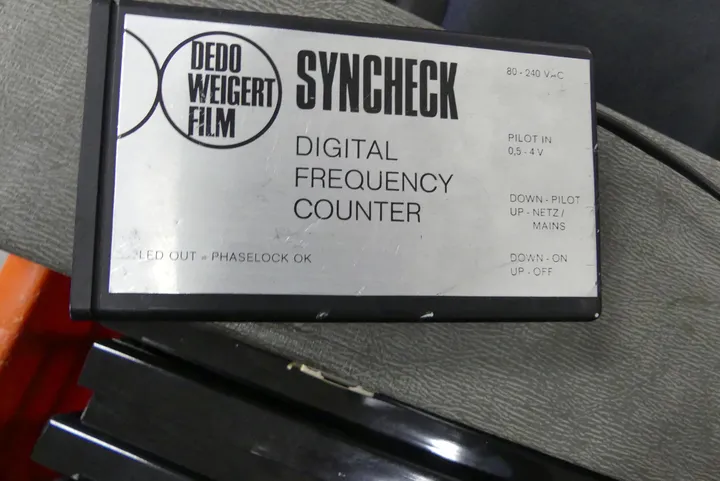 DEDO
WEIGERT
FILM
SYNCHECK
DIGITAL
FREQUENCY
COUNTER
80 - 240 VAC
PILOT IN
0,5 - 4 V
DOWN - PILOT
UP - NETZ /
MAINS
DOWN - ON
UP - OFF
LED OUT = PHASELOCK OK